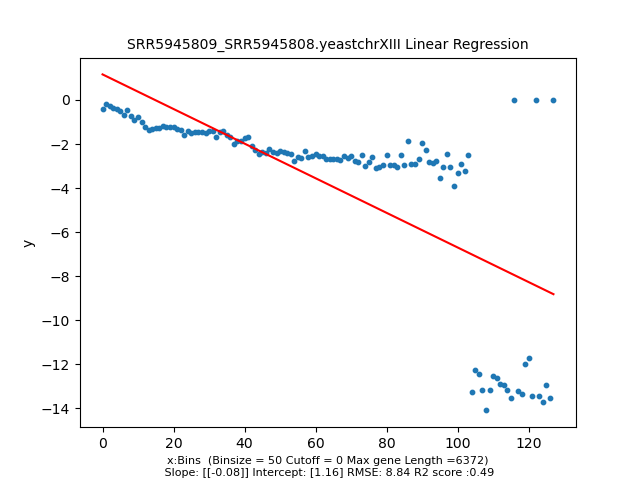 SRR5945809_SRR5945808.yeastchrXIII Linear Regression
0
−2
−4
−6
−8
−10
−12
−14
y
0 20 40 60 80 100 120
x:Bins  (Binsize = 50 Cutoff = 0 Max gene Length =6372)
Slope: [[-0.08]] Intercept: [1.16] RMSE: 8.84 R2 score :0.49